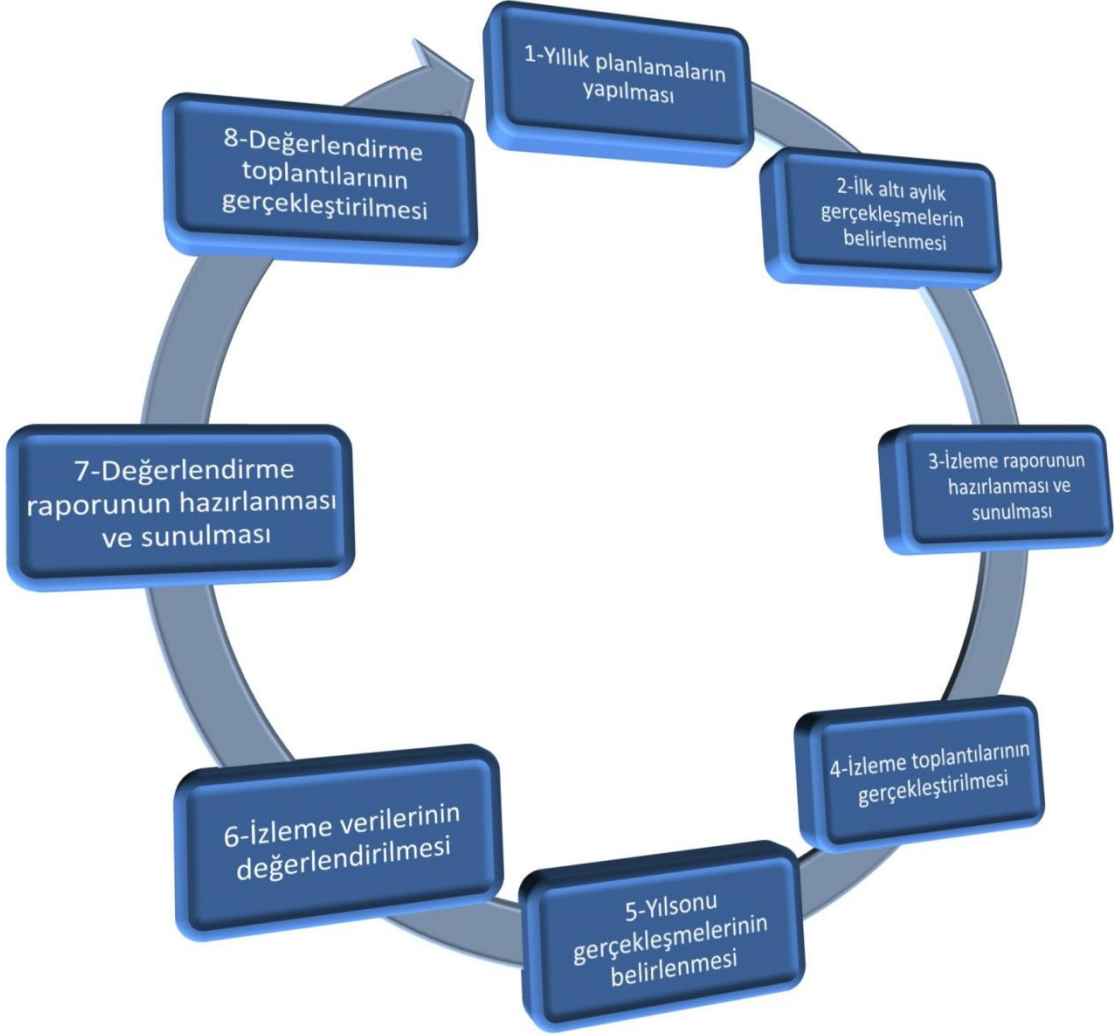 1-Yıllık planlamaların
yapılması
2-İlk altı aylık
gerçekleşmelerin
belirlenmesi
3-İzleme raporunun
hazırlanması ve
sunulması
4-İzleme toplantılarının
gerçekleştirilmesi
5-Yılsonu
gerçekleşmelerinin
belirlenmesi
6-İzleme verilerinin
değerlendirilmesi
7-Değerlendirme
raporunun hazırlanması
ve sunulması
8-Değerlendirme
toplantılarının
gerçekleştirilmesi